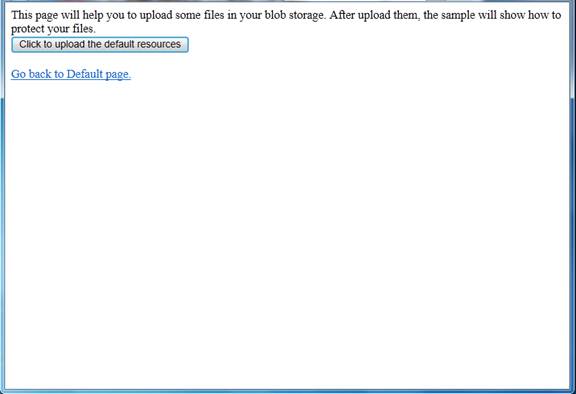 This page will help you to upload some files in your blob storage. After upload them, the sample will show how to
protect your files.
Click to upload the default resources
Go back to Default page.